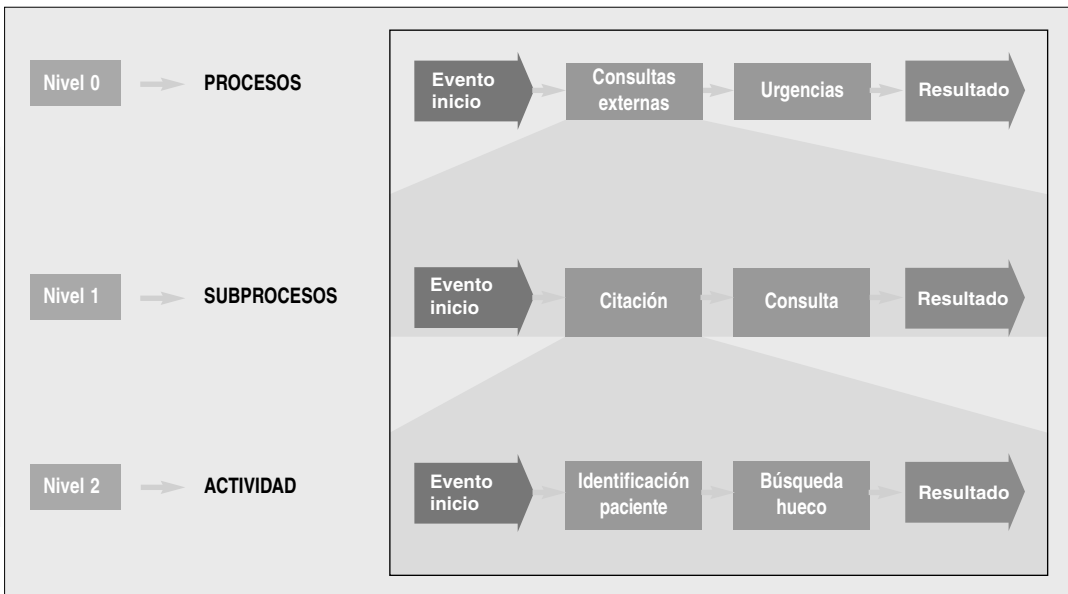 Nivel 0
PROCESOS
Evento
inicio
Consultas
externas
Urgencias
Resultado
Nivel 1
SUBPROCESOS
Evento
inicio
Citación
Consulta
Resultado
Nivel 2
ACTIVIDAD
Evento
inicio
Identificación
paciente
Búsqueda
hueco
Resultado